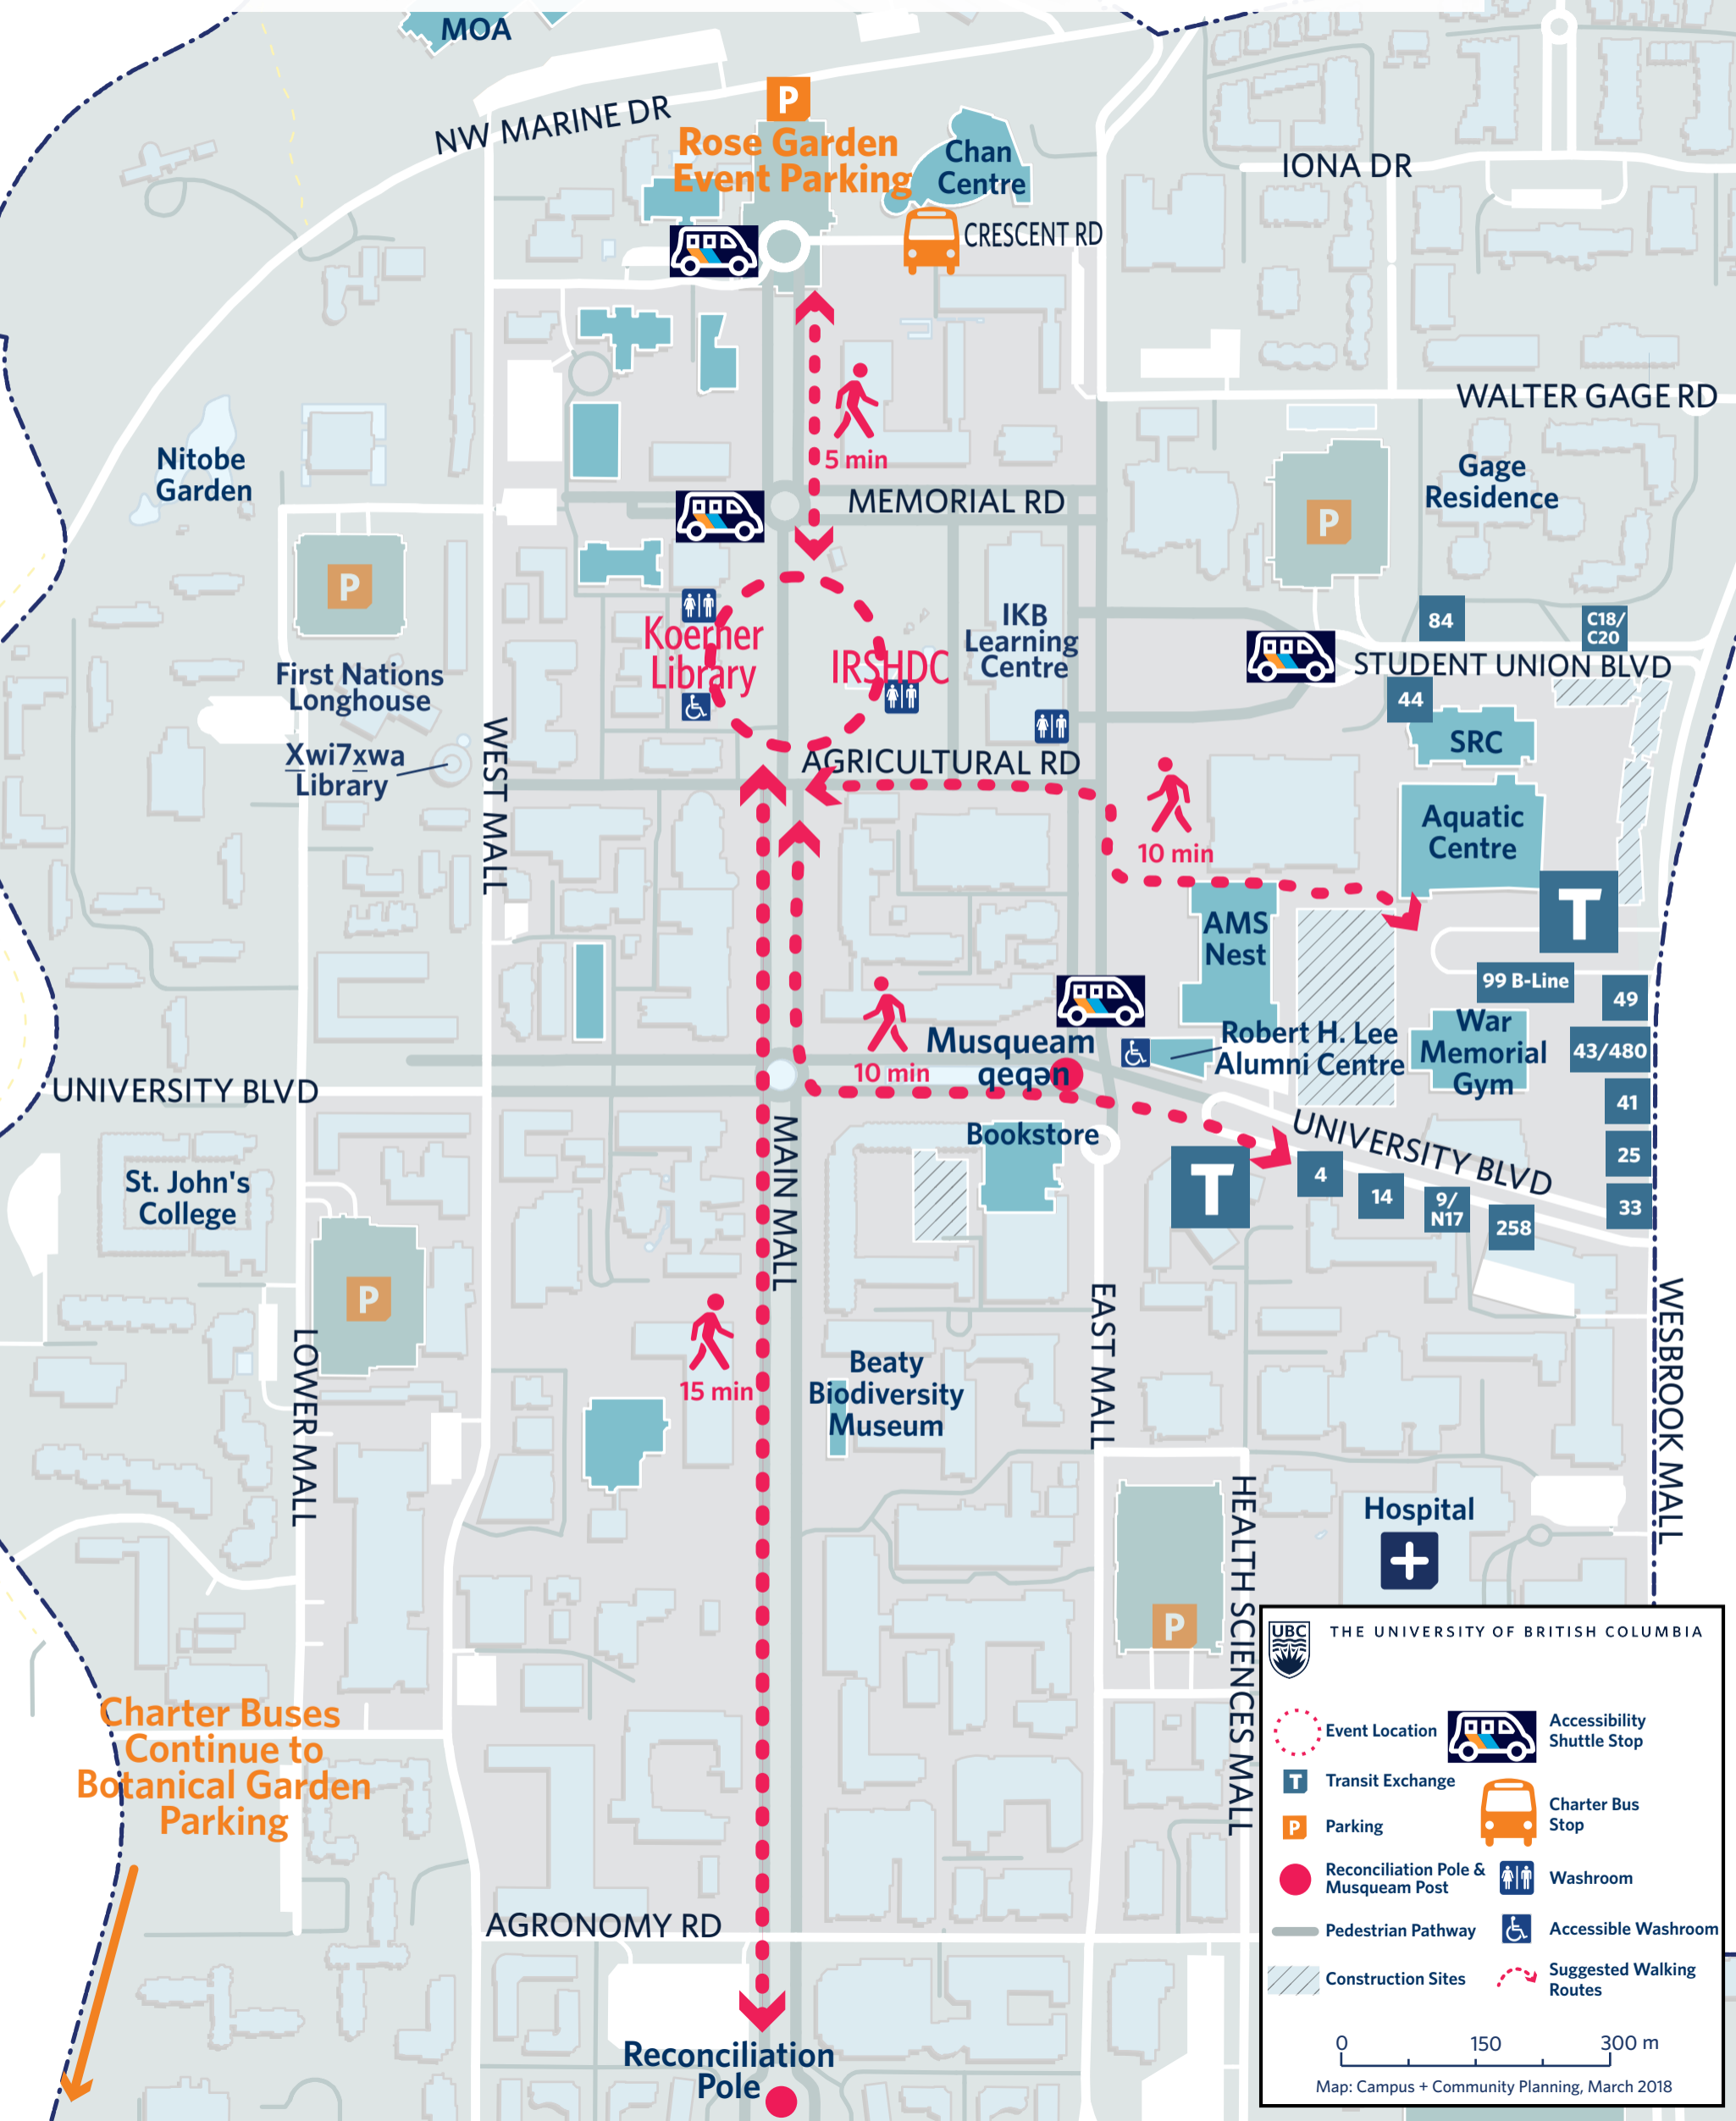 MOA
NW MARINE DR
P
Rose Garden
Event Parking
Chan
Centre
CRESCENT RD
IONA DR
WALTER GAGE RD
5 min
Nitobe
Garden
MEMORIAL RD
Gage
Residence
P
P
Koerner
Library
IRSHDC
IKB
Learning
Centre
84
C18/
C20
STUDENT UNION BLVD
44
First Nations
Longhouse
X̲wi7x̲wa
Library
WEST MALL
AGRICULTURAL RD
SRC
10 min
Aquatic
Centre
T
AMS
Nest
99 B-Line
49
10 min
Musqueam
qeqən
Robert H. Lee
Alumni Centre
War
Memorial
Gym
43/480
41
25
33
UNIVERSITY BLVD
Bookstore
UNIVERSITY BLVD
T
4
14
9/
N17
258
MAIN MALL
St. John's
College
P
15 min
Beaty
Biodiversity
Museum
EAST MALL
LOWER MALL
WESBROOK MALL
HEALTH SCIENCES MALL
Hospital
P
Charter Buses
Continue to
Botanical Garden
Parking
AGRONOMY RD
Reconciliation
Pole
UBC
THE UNIVERSITY OF BRITISH COLUMBIA
Event Location
Accessibility
Shuttle Stop
T
Transit Exchange
P
Parking
Charter Bus
Stop
Reconciliation Pole &
Musqueam Post
Washroom
Pedestrian Pathway
Accessible Washroom
Construction Sites
Suggested Walking
Routes
0 150 300 m
Map: Campus + Community Planning, March 2018